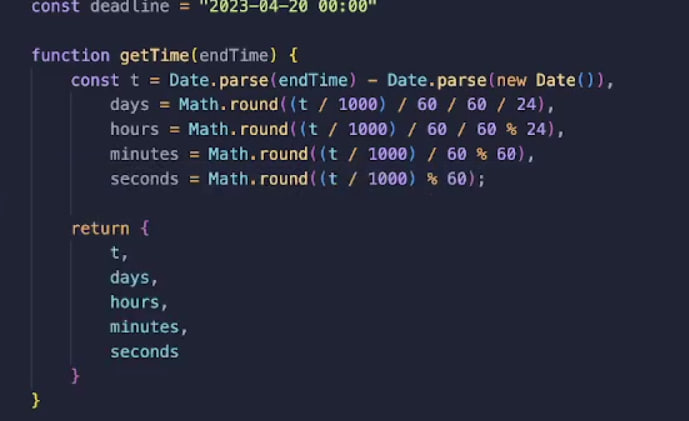 const deadline = "2023-04-20 00:00"
function getTime(endTime) {
const t = Date.parse(endTime) - Date.parse(new Date()),
days = Math.round((t / 1000) / 60 / 60 / 24),
hours = Math.round((t / 1000) / 60 / 60 % 24),
minutes = Math.round((t / 1000) / 60 % 60),
seconds = Math.round((t / 1000) % 60);
return {
t,
days,
hours,
minutes,
seconds
}
}